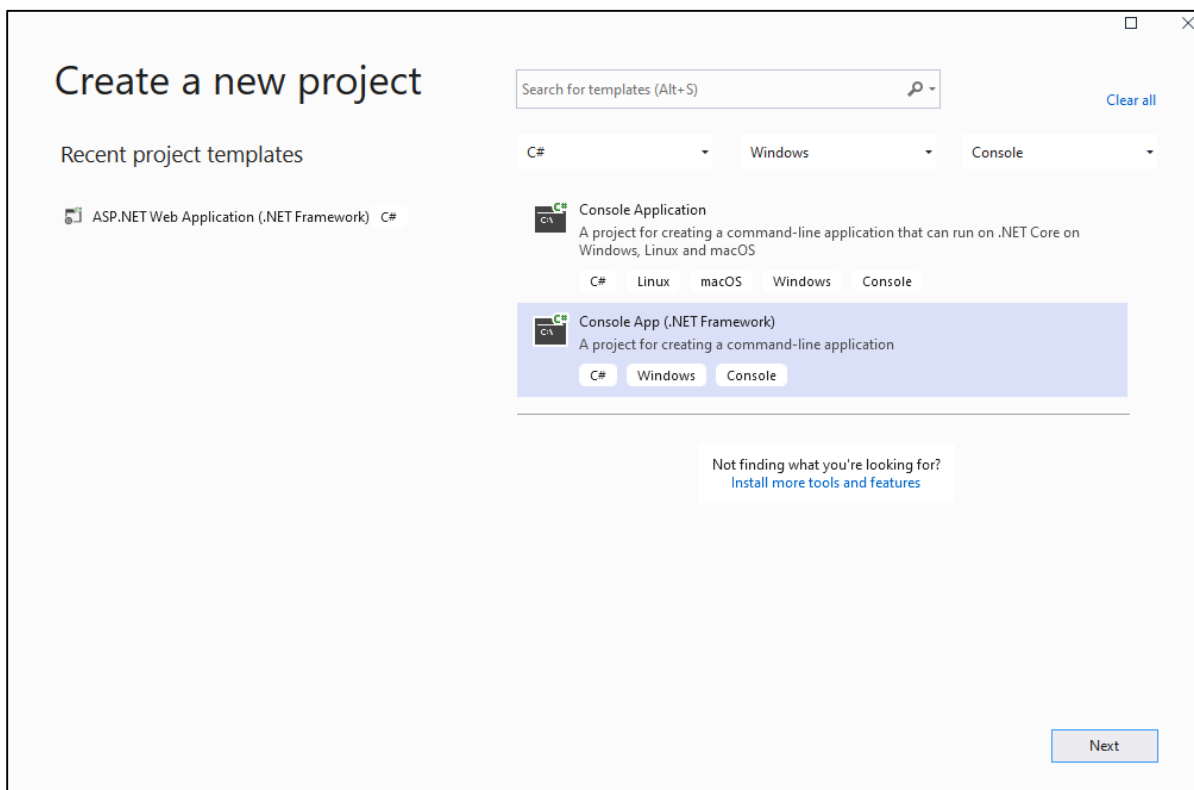 Create a new project
Search for templates (Alt+S)
Clear all
Recent project templates
C#
Windows
Console
ASP.NET Web Application (.NET Framework) C#
C#
C:\
Console Application
A project for creating a command-line application that can run on .NET Core on
Windows, Linux and macOS
C# Linux macOS Windows Console
C#
C:\
Console App (.NET Framework)
A project for creating a command-line application
C# Windows Console
Not finding what you're looking for?
Install more tools and features
Next